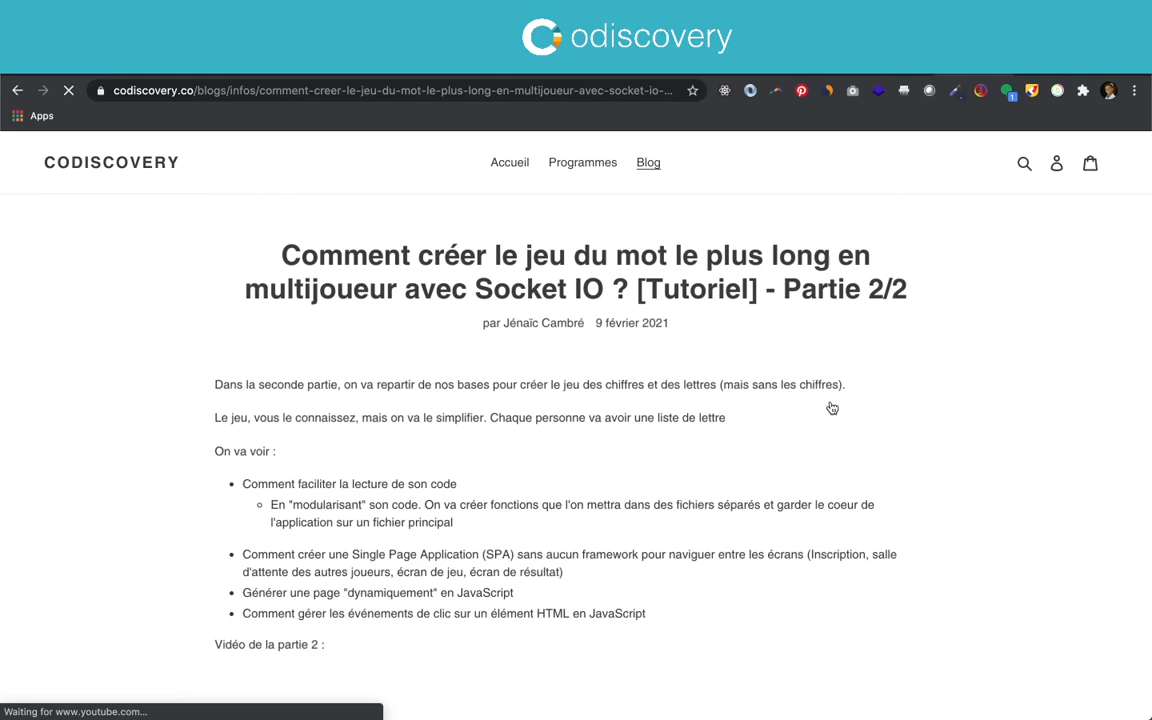 Codiscovery
codiscovery.co/blogs/infos/comment-creer-le-jeu-du-mot-le-plus-long-en-multijoueur-avec-socket-io-...
1
Apps
CODISCOVERY
Accueil Programmes Blog
Comment créer le jeu du mot le plus long en
multijoueur avec Socket IO ? [Tutoriel] - Partie 2/2
par Jénaïc Cambré 9 février 2021
Dans la seconde partie, on va repartir de nos bases pour créer le jeu des chiffres et des lettres (mais sans les chiffres).
Le jeu, vous le connaissez, mais on va le simplifier. Chaque personne va avoir une liste de lettre
On va voir :
Comment faciliter la lecture de son code
En "modularisant" son code. On va créer fonctions que l'on mettra dans des fichiers séparés et garder le coeur de
l'application sur un fichier principal
Comment créer une Single Page Application (SPA) sans aucun framework pour naviguer entre les écrans (Inscription, salle
d'attente des autres joueurs, écran de jeu, écran de résultat)
Générer une page "dynamiquement" en JavaScript
Comment gérer les événements de clic sur un élément HTML en JavaScript
Vidéo de la partie 2 :
Waiting for www.youtube.com...